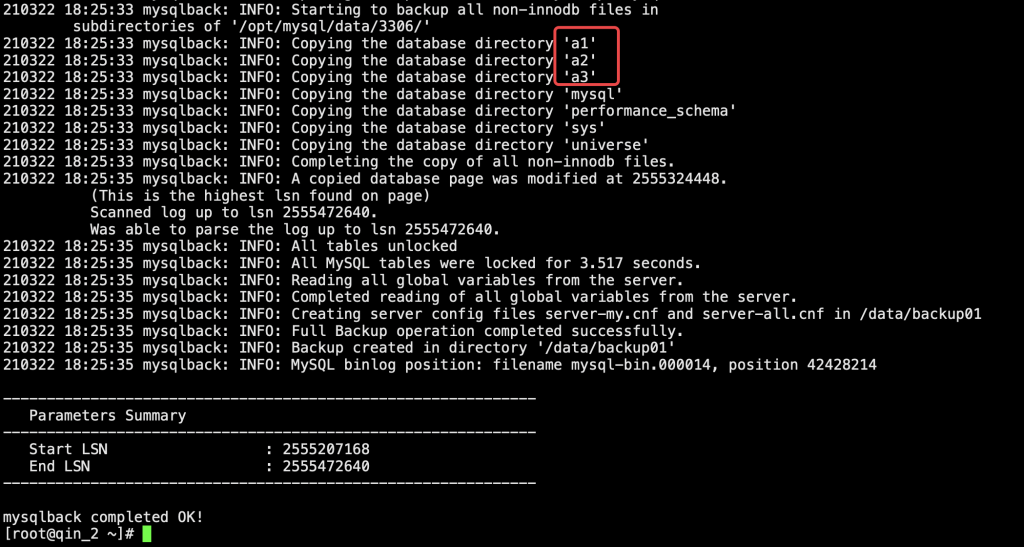 210322 18:25:33 mysqlback: INFO: Starting to backup all non-innodb files in
subdirectories of '/opt/mysql/data/3306/'
210322 18:25:33 mysqlback: INFO: Copying the database directory 'a1'
210322 18:25:33 mysqlback: INFO: Copying the database directory 'a2'
210322 18:25:33 mysqlback: INFO: Copying the database directory 'a3'
210322 18:25:33 mysqlback: INFO: Copying the database directory 'mysql'
210322 18:25:33 mysqlback: INFO: Copying the database directory 'performance_schema'
210322 18:25:33 mysqlback: INFO: Copying the database directory 'sys'
210322 18:25:33 mysqlback: INFO: Copying the database directory 'universe'
210322 18:25:33 mysqlback: INFO: Completing the copy of all non-innodb files.
210322 18:25:35 mysqlback: INFO: A copied database page was modified at 2555324448.
(This is the highest lsn found on page)
Scanned log up to lsn 2555472640.
Was able to parse the log up to lsn 2555472640.
210322 18:25:35 mysqlback: INFO: All tables unlocked
210322 18:25:35 mysqlback: INFO: All MySQL tables were locked for 3.517 seconds.
210322 18:25:35 mysqlback: INFO: Reading all global variables from the server.
210322 18:25:35 mysqlback: INFO: Completed reading of all global variables from the server.
210322 18:25:35 mysqlback: INFO: Creating server config files server-my.cnf and server-all.cnf in /data/backup01
210322 18:25:35 mysqlback: INFO: Full Backup operation completed successfully.
210322 18:25:35 mysqlback: INFO: Backup created in directory '/data/backup01'
210322 18:25:35 mysqlback: INFO: MySQL binlog position: filename mysql-bin.000014, position 42428214
-------------------------------------------------------------
Parameters Summary
-------------------------------------------------------------
Start LSN : 2555207168
End LSN : 2555472640
-------------------------------------------------------------
mysqlback completed OK!
[root@qin_2 ~]#